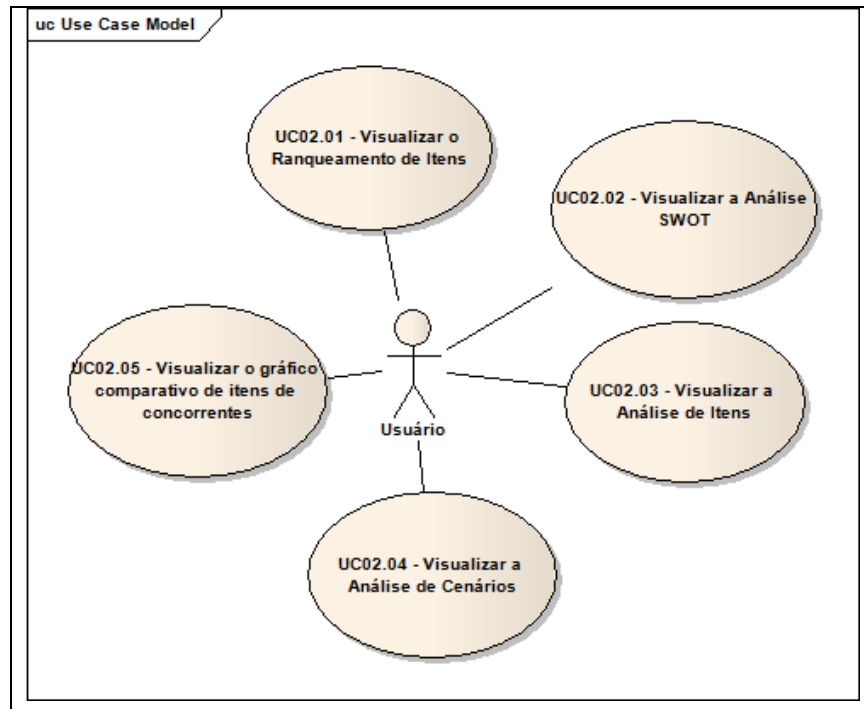 uc Use Case Model
UC02.01 - Visualizar o
Ranqueamento de Itens
UC02.02 - Visualizar a Análise
SWOT
UC02.05 - Visualizar o gráfico
comparativo de itens de
concorrentes
UC02.03 - Visualizar a
Análise de Itens
Usuário
UC02.04 - Visualizar a
Análise de Cenários